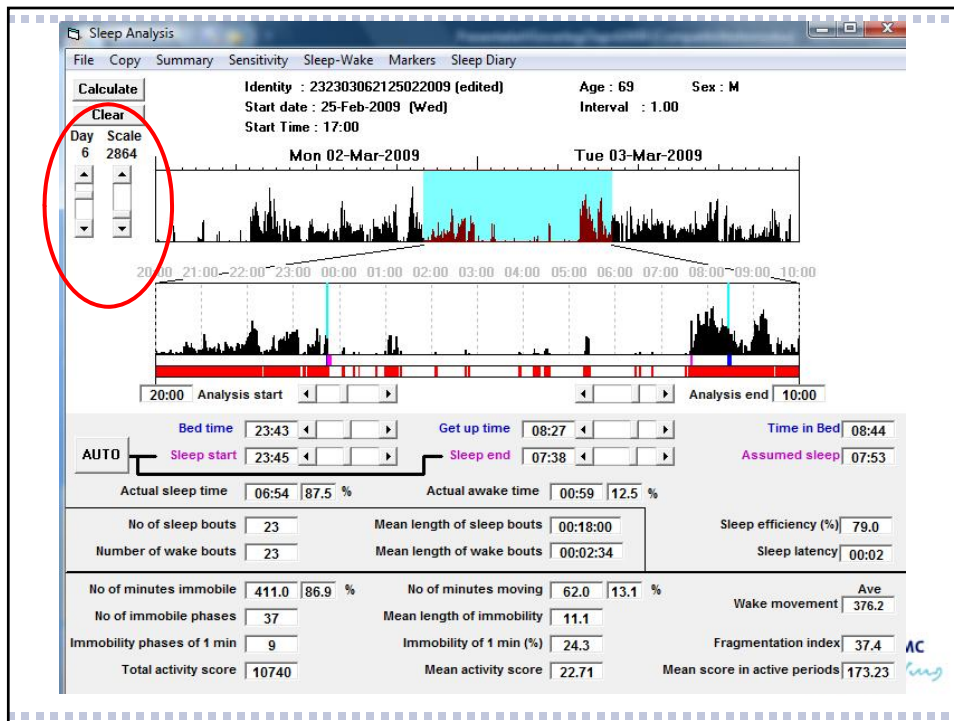 Sleep Analysis
File Copy Summary Sensitivity Sleep-Wake Markers Sleep Diary
Calculate
Clear
Identity : 232303062125022009 (edited) Age : 69 Sex : M
Start date : 25-Feb-2009 (Wed) Interval : 1.00
Start Time : 17:00
Day Scale
6 2864
Mon 02-Mar-2009 Tue 03-Mar-2009
20:00 21:00 22:00 23:00 00:00 01:00 02:00 03:00 04:00 05:00 06:00 07:00 08:00 09:00 10:00
20:00 Analysis start Analysis end 10:00
Bed time 23:43 Get up time 08:27 Time in Bed 08:44
AUTO Sleep start 23:45 Sleep end 07:38 Assumed sleep 07:53
Actual sleep time 06:54 87.5 % Actual awake time 00:59 12.5 %
No of sleep bouts 23 Mean length of sleep bouts 00:18:00 Sleep efficiency (%) 79.0
Number of wake bouts 23 Mean length of wake bouts 00:02:34 Sleep latency 00:02
No of minutes immobile 411.0 86.9 % No of minutes moving 62.0 13.1 % Wake movement Ave 376.2
No of immobile phases 37 Mean length of immobility 11.1
Immobility phases of 1 min 9 Immobility of 1 min (%) 24.3 Fragmentation index 37.4
Total activity score 10740 Mean activity score 22.71 Mean score in active periods 173.23
MC